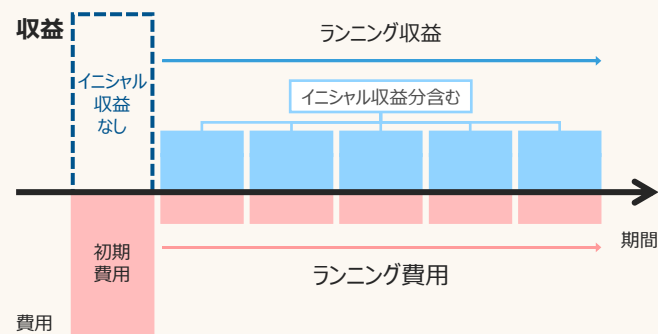 収益
ランニング収益
イニシャル
収益
なし
イニシャル収益分含む
期間
初期
費用
ランニング費用
費用